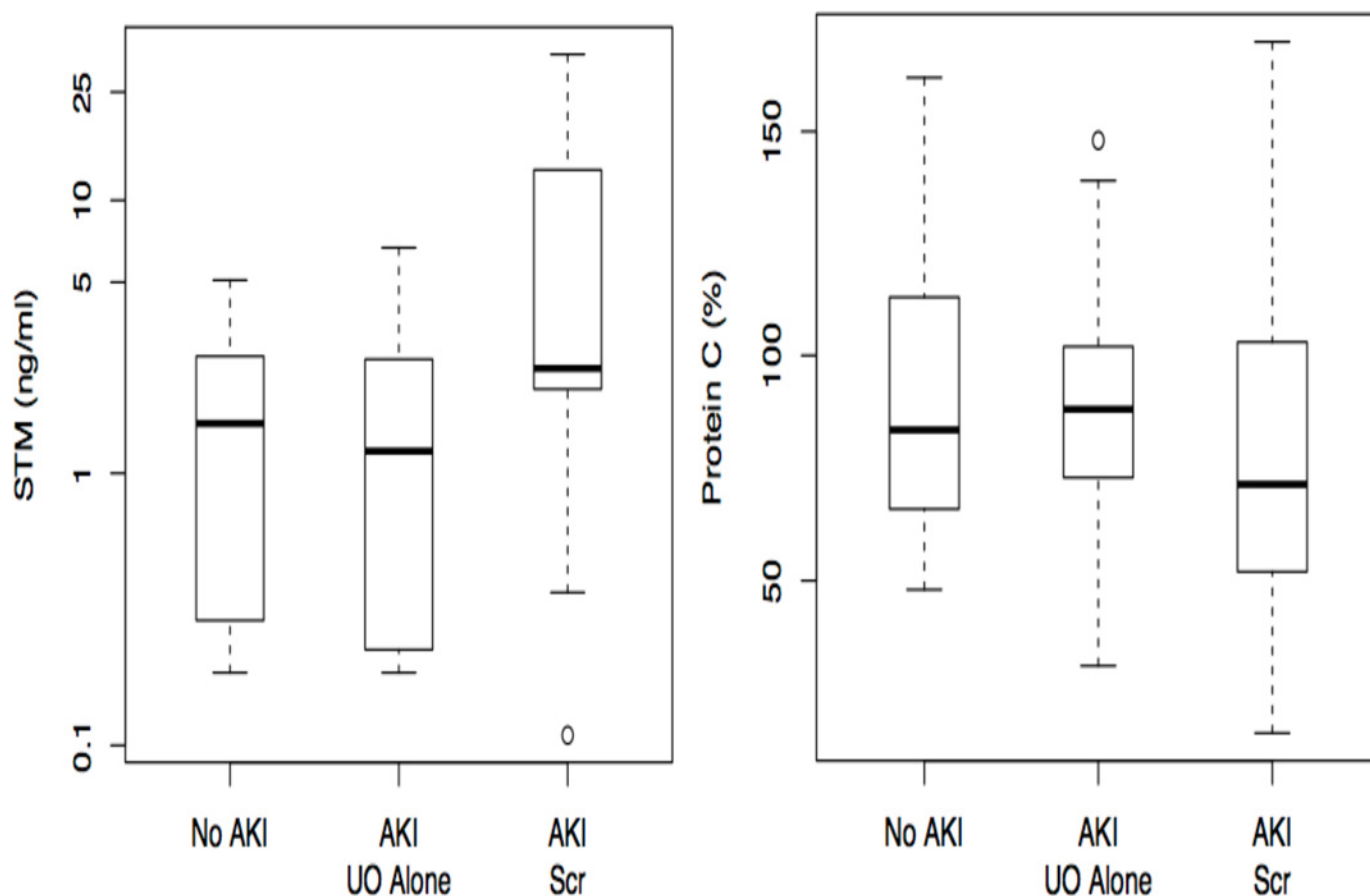 STM (ng/ml)
25
10
5
1
0.1
No AKI
AKI
UO Alone
AKI
Scr
Protein C (%)
150
100
50
No AKI
AKI
UO Alone
AKI
Scr